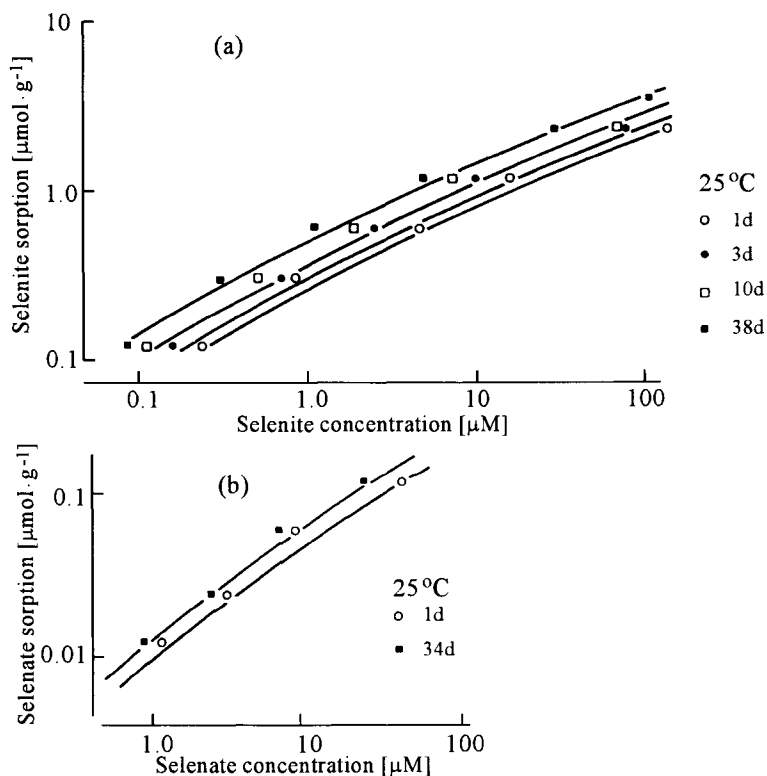 (a)
Selenite sorption [μmol·g⁻¹]
10
1.0
0.1
0.1 1.0 10 100
Selenite concentration [μM]
25°C
1d
3d
10d
38d
(b)
Selenate sorption [μmol·g⁻¹]
0.1
0.01
1.0 10 100
Selenate concentration [μM]
25°C
1d
34d